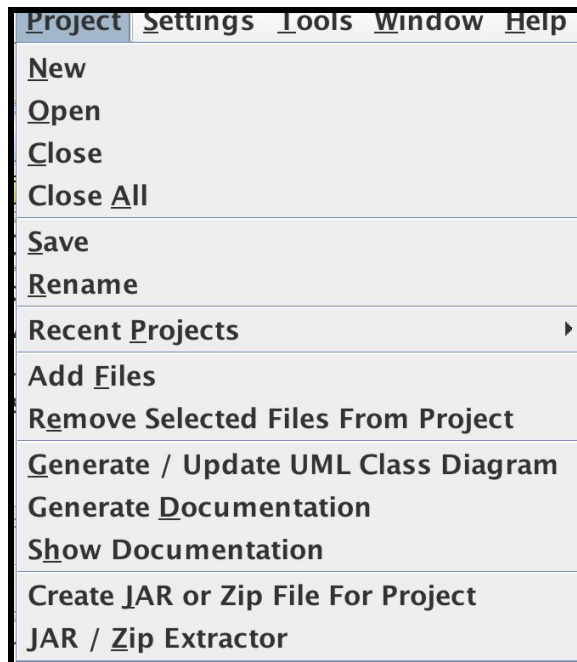 Project Settings Tools Window Help
New
Open
Close
Close All
Save
Rename
Recent Projects
Add Files
Remove Selected Files From Project
Generate / Update UML Class Diagram
Generate Documentation
Show Documentation
Create JAR or Zip File For Project
JAR / Zip Extractor